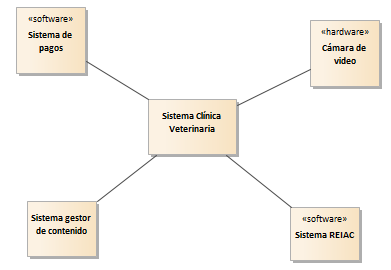 «software»
Sistema de
pagos
«hardware»
Cámara de
video
Sistema Clínica
Veterinaria
Sistema gestor
de contenido
«software»
Sistema REIAC